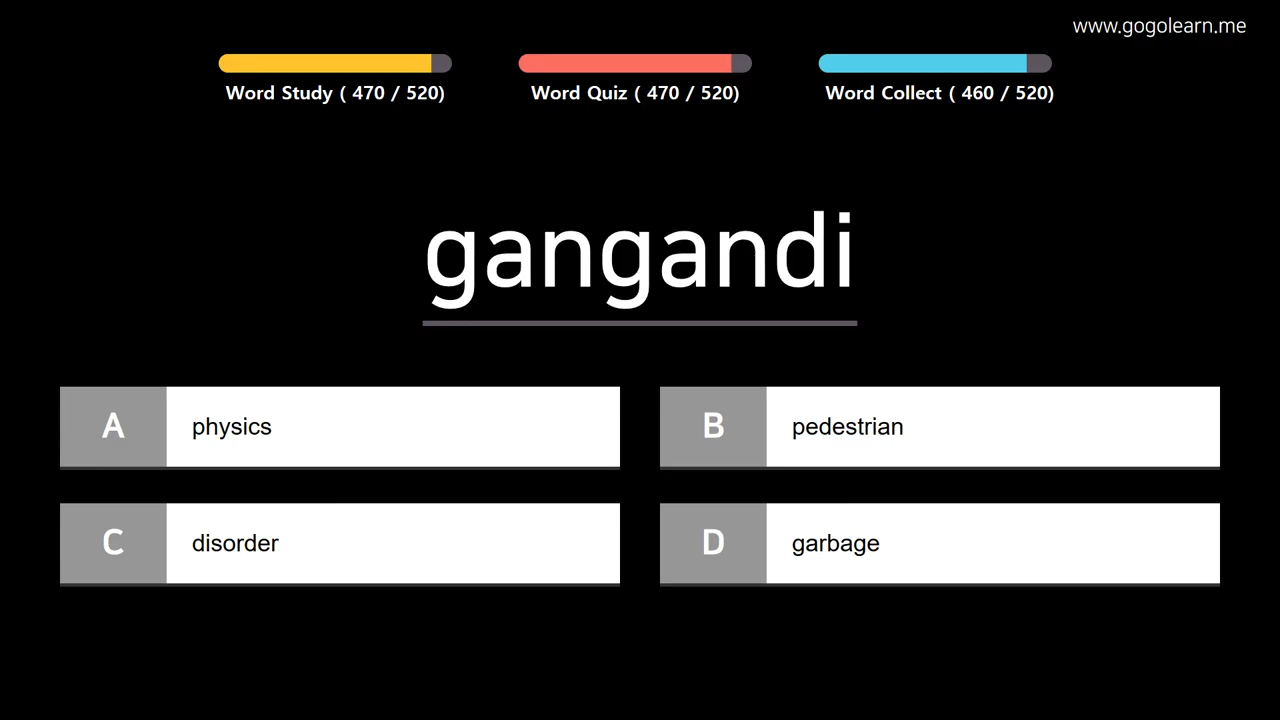 www.gogolearn.me
Word Study ( 470 / 520)
Word Quiz ( 470 / 520)
Word Collect ( 460 / 520)
gangandi
A physics
B pedestrian
C disorder
D garbage